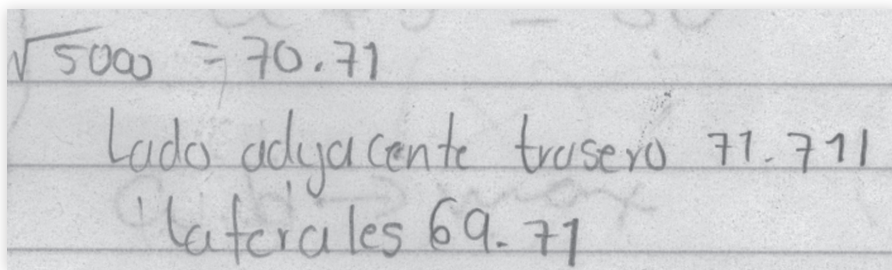 √5000 = 70.71
Lado adyacente trasero 71.711
laterales 69.71